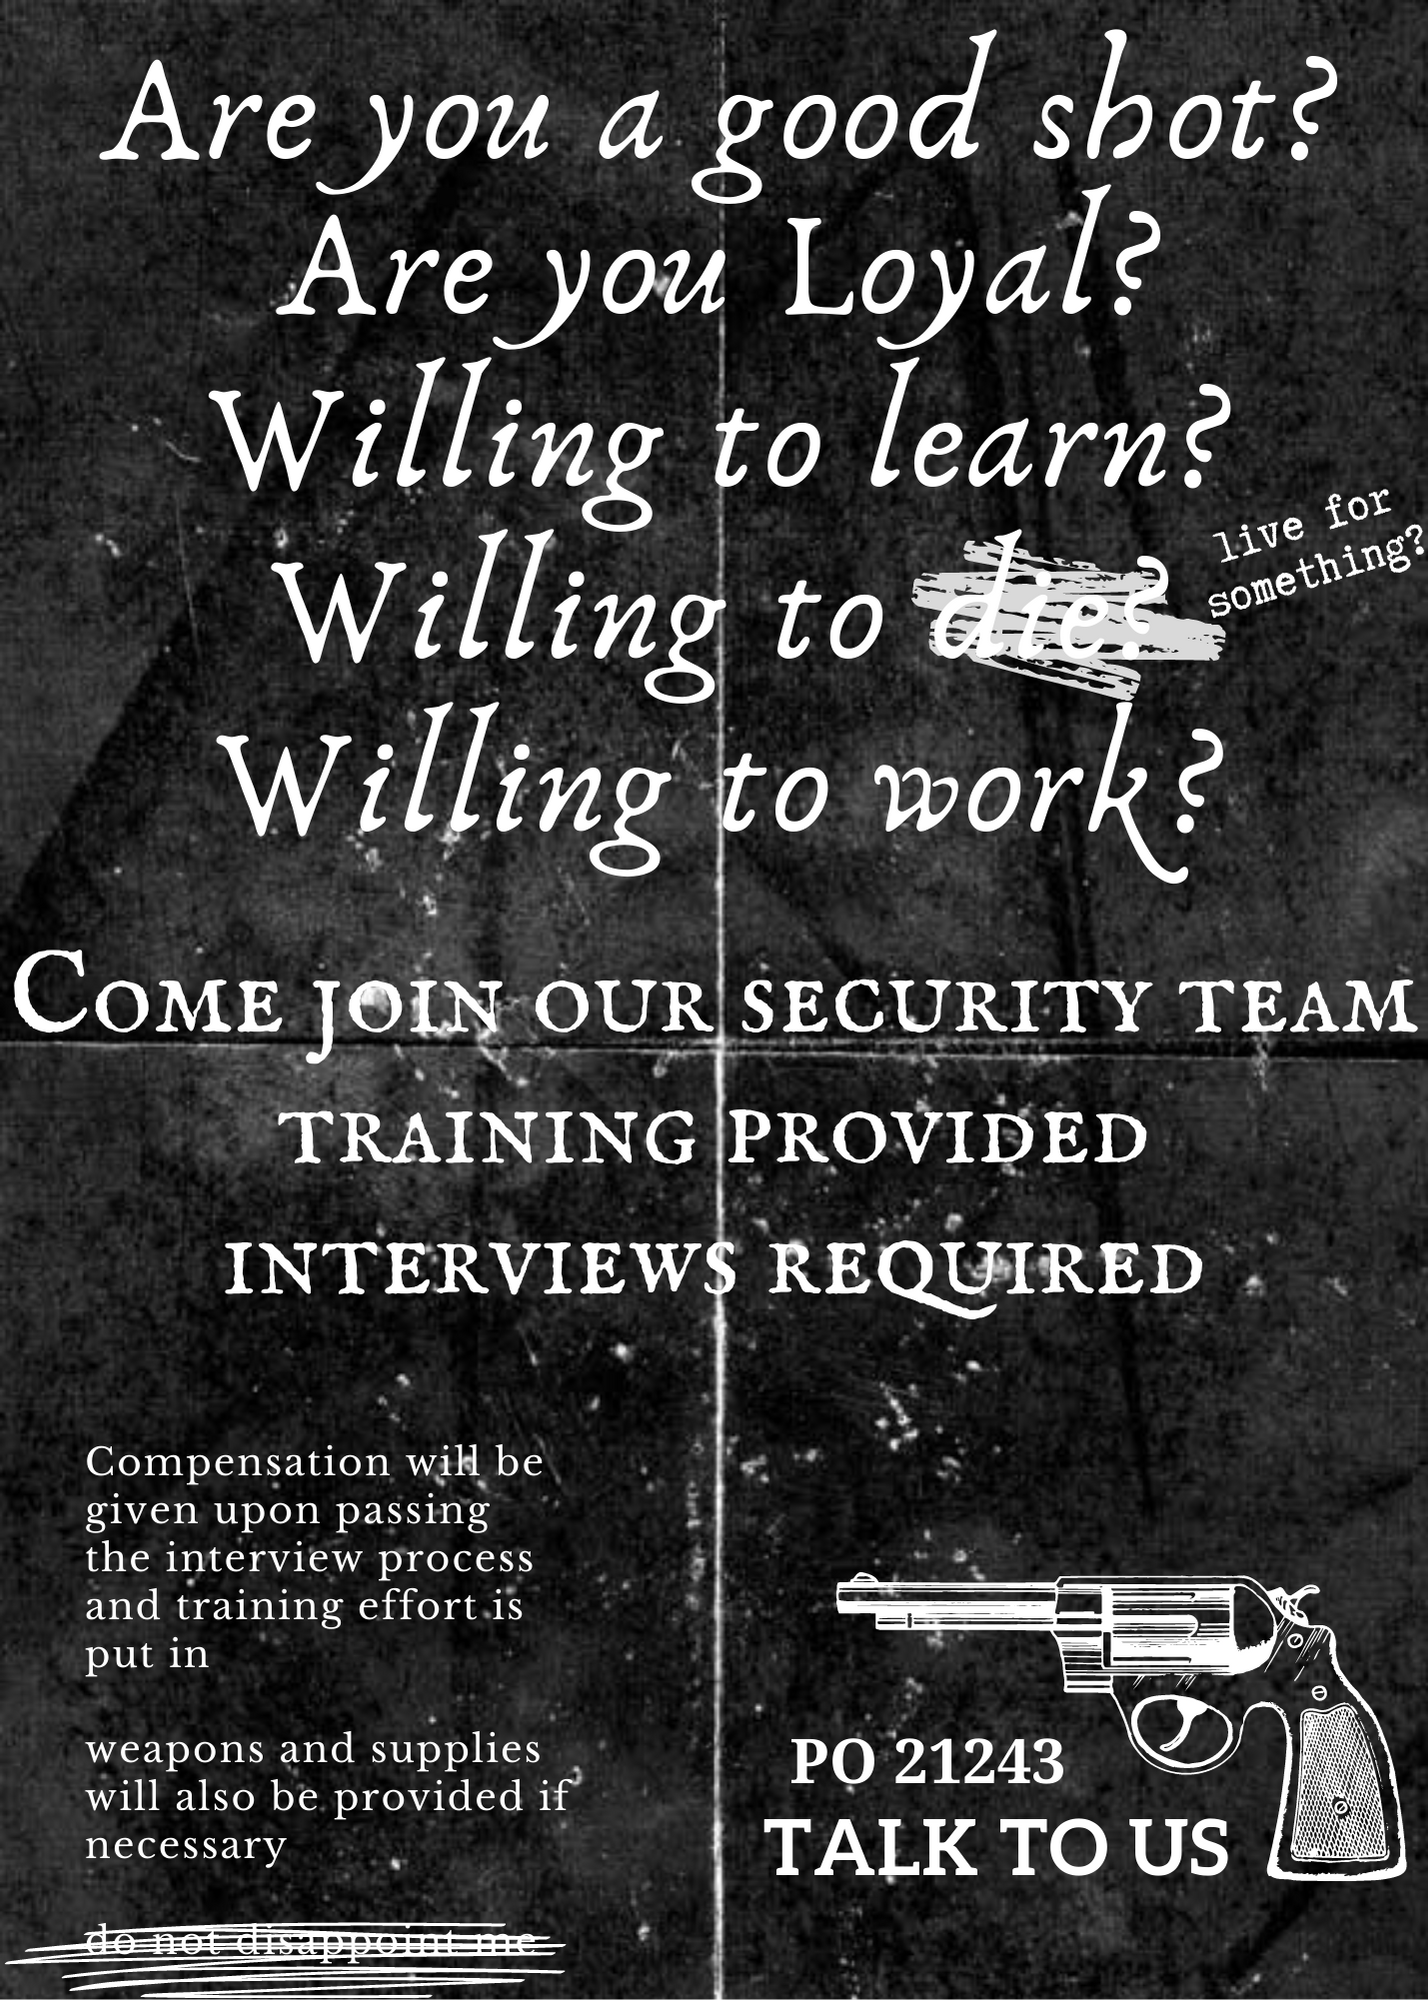 Are you a good shot?
Are you Loyal?
Willing to learn?
live for
something?
Willing to die?
Willing to work?
Come join our security team
training provided
interviews required
Compensation will be
given upon passing
the interview process
and training effort is
put in
weapons and supplies
will also be provided if
necessary
do not disappoint me
PO 21243
TALK TO US